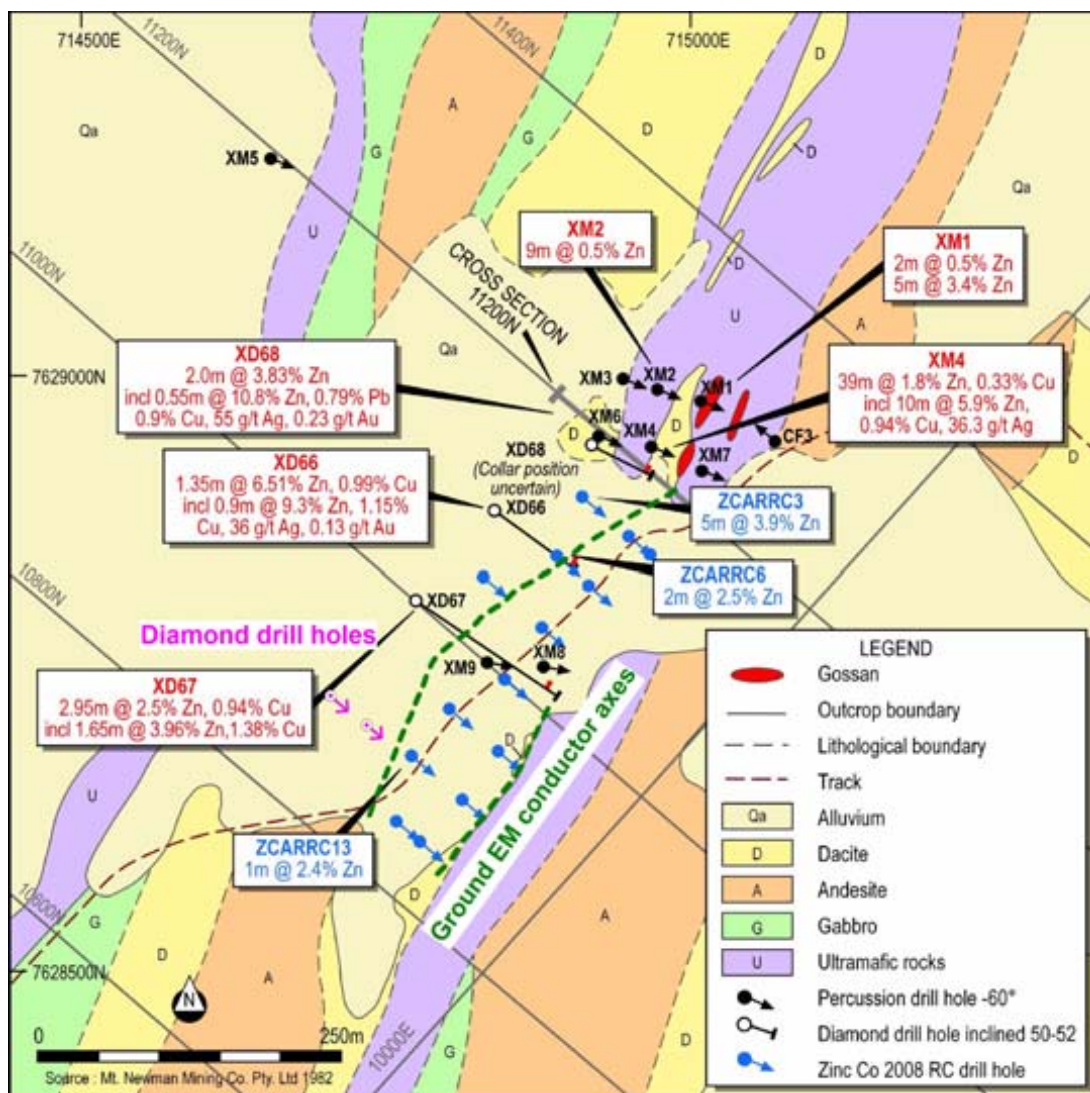 714500E
11200N
11400N
715000E
D
A
Qa
G
D
XM5
D
Qa
U
11000N
XM2
9m @ 0.5% Zn
XM1
2m @ 0.5% Zn
5m @ 3.4% Zn
D
CROSS SECTION
11200N
U
A
Qa
XD68
2.0m @ 3.83% Zn
incl 0.55m @ 10.8% Zn, 0.79% Pb
0.9% Cu, 55 g/t Ag, 0.23 g/t Au
7629000N
XM3
XM2
XM1
XM4
39m @ 1.8% Zn, 0.33% Cu
incl 10m @ 5.9% Zn,
0.94% Cu, 36.3 g/t Ag
XM6
D
XM4
D
CF3
XM7
XD68
(Collar position
uncertain)
XD66
1.35m @ 6.51% Zn, 0.99% Cu
incl 0.9m @ 9.3% Zn, 1.15%
Cu, 36 g/t Ag, 0.13 g/t Au
XD66
ZCARRC3
5m @ 3.9% Zn
ZCARRC6
2m @ 2.5% Zn
10800N
XD67
Diamond drill holes
XM9
XM8
XD67
2.95m @ 2.5% Zn, 0.94% Cu
incl 1.65m @ 3.96% Zn,1.38% Cu
U
D
Ground EM conductor axes
ZCARRC13
1m @ 2.4% Zn
10600N
G
D
A
D
A
7628500N
N
10000E
G
0
250m
Source : Mt. Newman Mining Co. Pty. Ltd 1982
LEGEND
Gossan
Outcrop boundary
Lithological boundary
Track
Qa Alluvium
D Dacite
A Andesite
G Gabbro
U Ultramafic rocks
Percussion drill hole -60°
Diamond drill hole inclined 50-52
Zinc Co 2008 RC drill hole